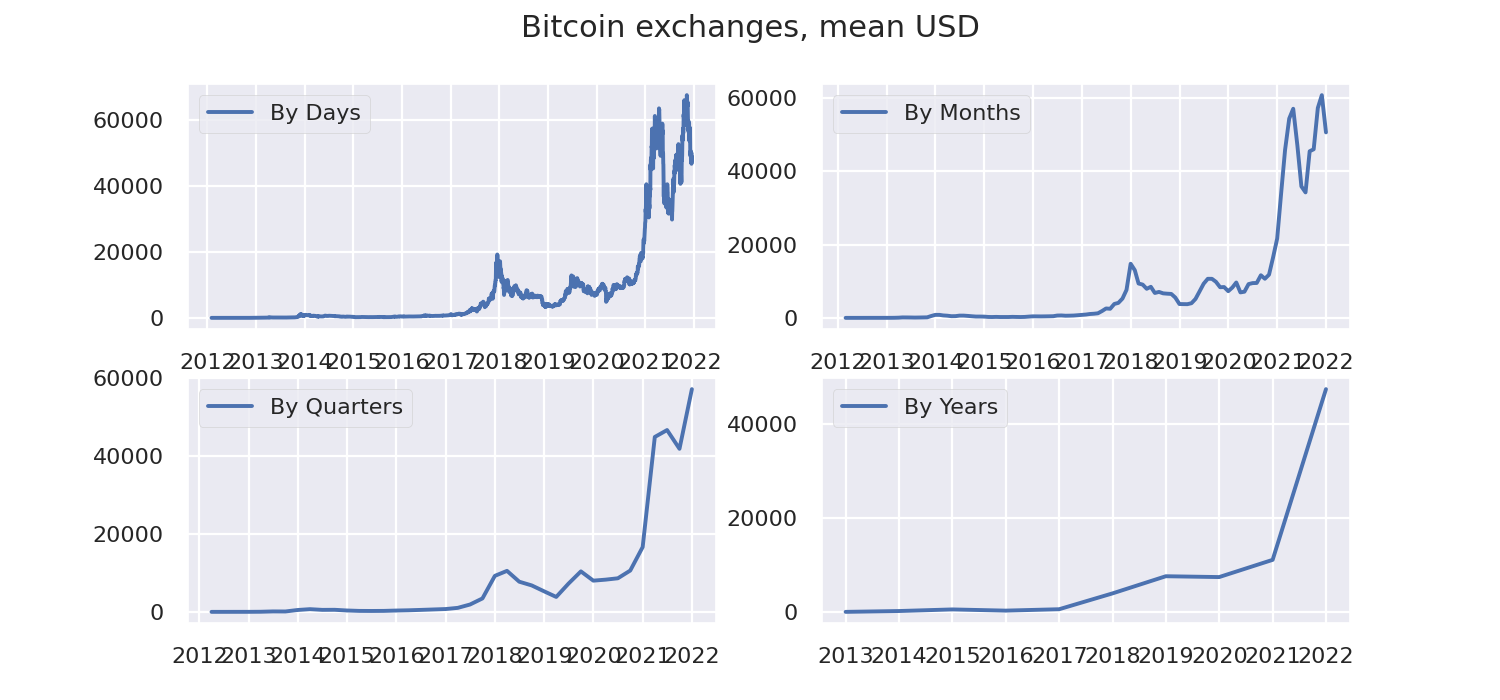 Bitcoin exchanges, mean USD
By Days
60000
40000
20000
0
2012 2013 2014 2015 2016 2017 2018 2019 2020 2021 2022
By Months
60000
40000
20000
0
2012 2013 2014 2015 2016 2017 2018 2019 2020 2021 2022
By Quarters
60000
40000
20000
0
2012 2013 2014 2015 2016 2017 2018 2019 2020 2021 2022
By Years
40000
20000
0
2013 2014 2015 2016 2017 2018 2019 2020 2021 2022